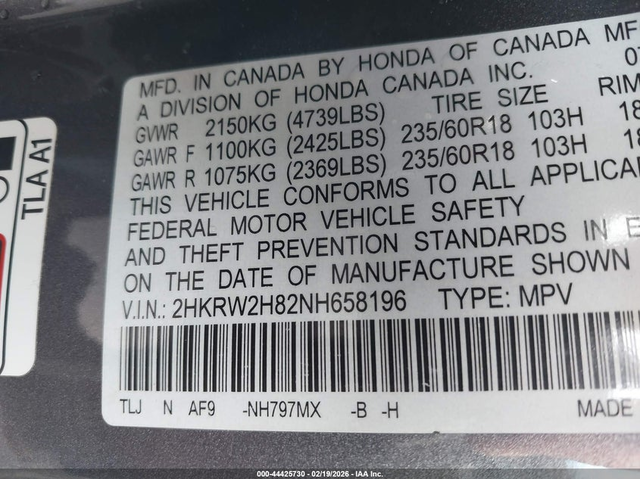 MFD. IN CANADA BY HONDA OF CANADA MF
A DIVISION OF HONDA CANADA INC.
GVWR 2150KG (4739LBS) TIRE SIZE RIM
GAWR F 1100KG (2425LBS) 235/60R18 103H 18
GAWR R 1075KG (2369LBS) 235/60R18 103H 18
THIS VEHICLE CONFORMS TO ALL APPLICA
FEDERAL MOTOR VEHICLE SAFETY
AND THEFT PREVENTION STANDARDS IN E
ON THE DATE OF MANUFACTURE SHOWN
V.I.N.: 2HKRW2H82NH658196 TYPE: MPV
TLJ N AF9 -NH797MX -B -H MADE
TLA A1
000-44425730 - 02/19/2026 - IAA Inc.